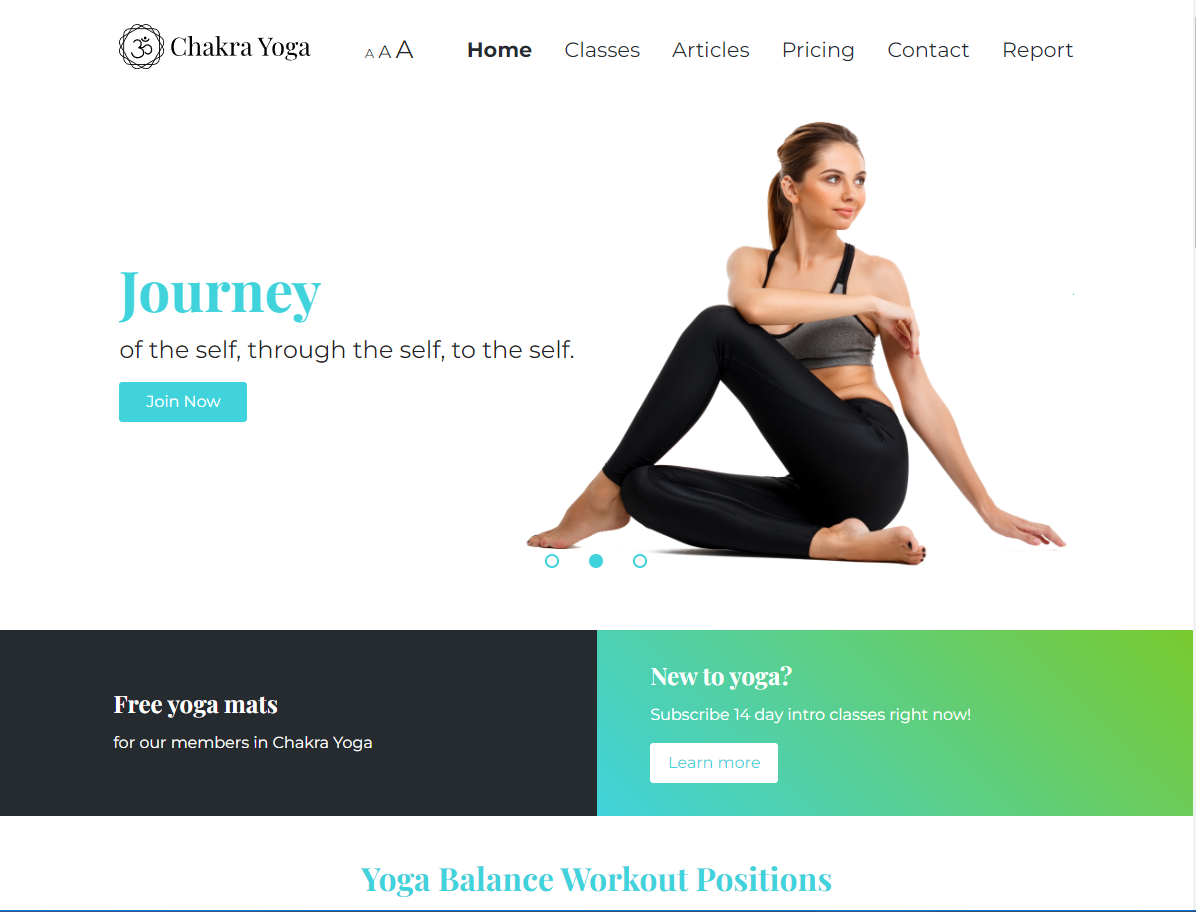 ॐ Chakra Yoga
A A A
Home Classes Articles Pricing Contact Report
Journey
of the self, through the self, to the self.
Join Now
Free yoga mats
for our members in Chakra Yoga
New to yoga?
Subscribe 14 day intro classes right now!
Learn more
Yoga Balance Workout Positions